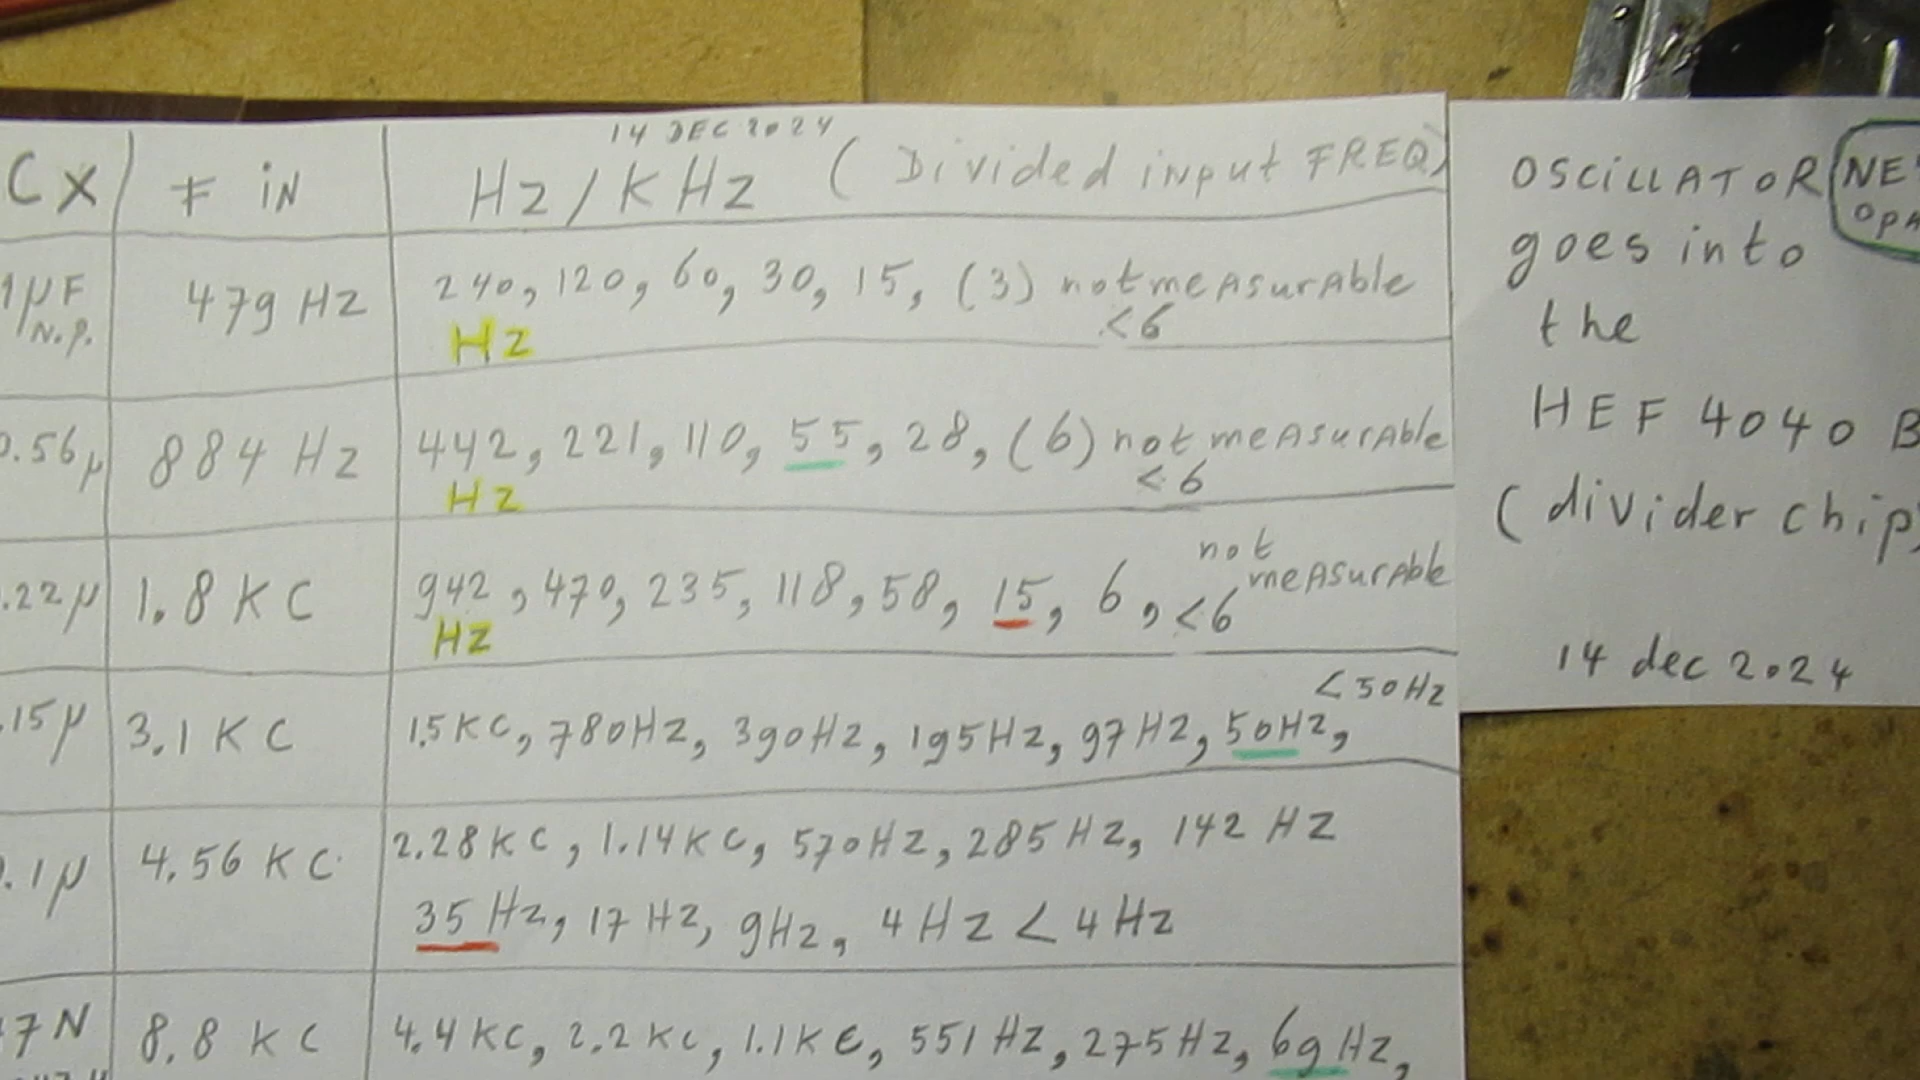 14 DEC 2024
CX F iN Hz/KHz (Divided input FREQ)
1µF 479 Hz 240, 120, 60, 30, 15, (3) not meAsurAble
N.p. Hz <6
0.56µ 884 Hz 442, 221, 110, 55, 28, (6) not meAsurAble
Hz <6
not
.22µ 1.8 KC 942, 470, 235, 118, 58, 15, 6, <6 meAsurAble
Hz
<50Hz
.15µ 3.1 KC 1.5KC, 780Hz, 390Hz, 195Hz, 97Hz, 50Hz,
.1µ 4.56 KC 2.28KC, 1.14KC, 570Hz, 285Hz, 142 Hz
35 Hz, 17 Hz, 9Hz, 4 Hz < 4 Hz
7N 8.8 KC 4.4KC, 2.2KC, 1.1KC, 551 Hz, 275Hz, 69Hz,
OSCiLLATOR NE
OpA
goes into
the
HEF 4040 B
(divider chip)
14 dec 2024